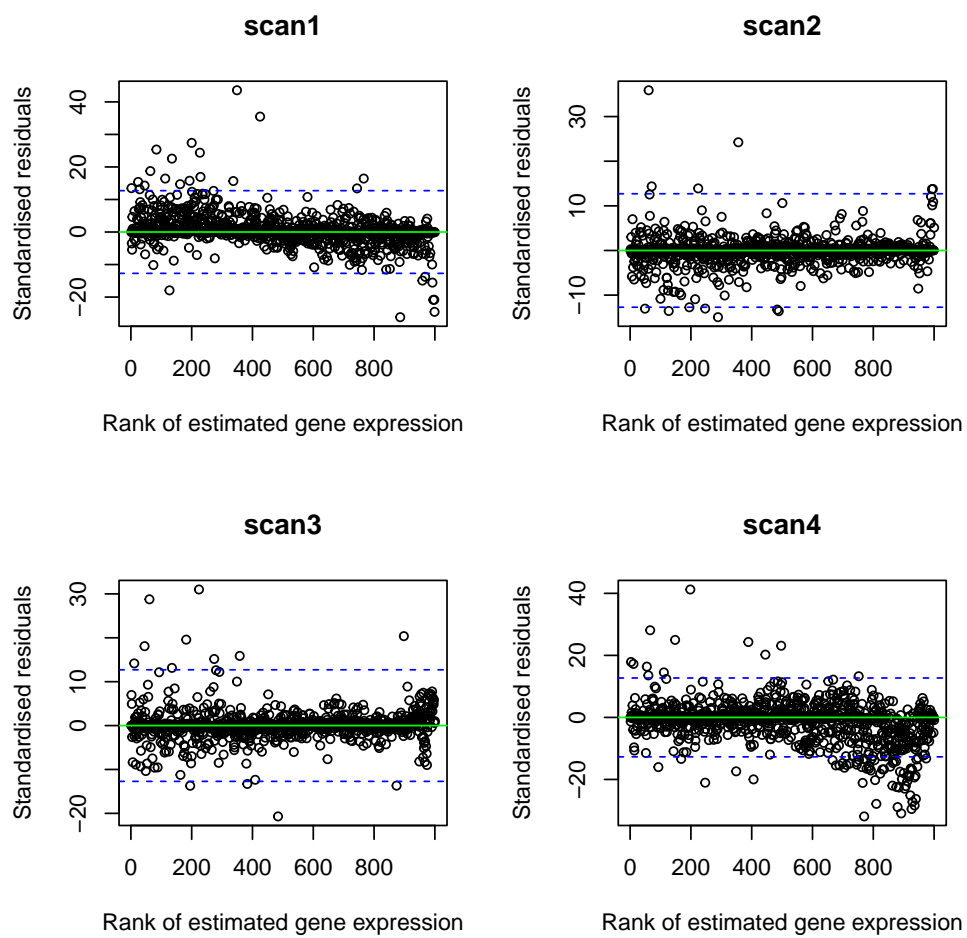 scan1
Standardised residuals
40
20
0
−20
0 200 400 600 800
Rank of estimated gene expression
scan2
Standardised residuals
30
10
−10
0 200 400 600 800
Rank of estimated gene expression
scan3
Standardised residuals
30
10
0
−20
0 200 400 600 800
Rank of estimated gene expression
scan4
Standardised residuals
40
20
0
−20
0 200 400 600 800
Rank of estimated gene expression